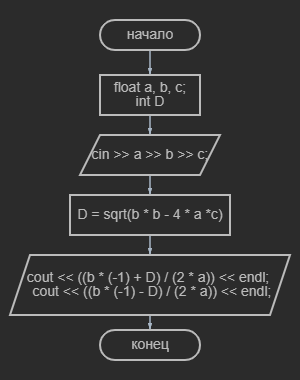 начало
float a, b, c;
int D
cin >> a >> b >> c;
D = sqrt(b * b - 4 * a *c)
cout << ((b * (-1) + D) / (2 * a)) << endl;
cout << ((b * (-1) - D) / (2 * a)) << endl;
конец